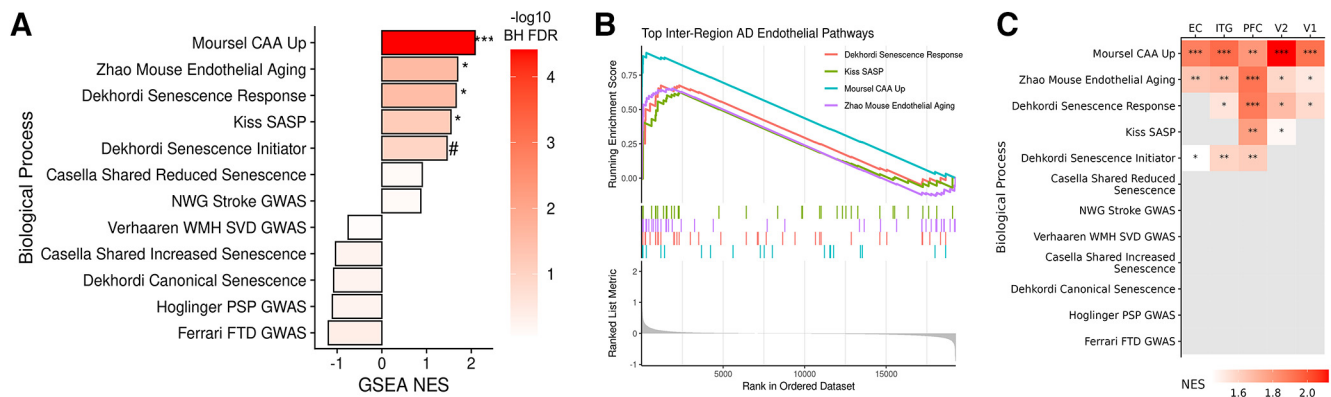 A
Biological Process
Moursel CAA Up
***
Zhao Mouse Endothelial Aging
*
Dekhordi Senescence Response
*
Kiss SASP
*
Dekhordi Senescence Initiator
#
Casella Shared Reduced Senescence
NWG Stroke GWAS
Verhaaren WMH SVD GWAS
Casella Shared Increased Senescence
Dekhordi Canonical Senescence
Hoglinger PSP GWAS
Ferrari FTD GWAS
-1 0 1 2
GSEA NES
-log10
BH FDR
4
3
2
1
B
Top Inter-Region AD Endothelial Pathways
Dekhordi Senescence Response
Kiss SASP
Moursel CAA Up
Zhao Mouse Endothelial Aging
Running Enrichment Score
0.75
0.50
0.25
0.00
Ranked List Metric
2
1
0
-1
5000 10000 15000
Rank in Ordered Dataset
C
EC ITG PFC V2 V1
Biological Process
Moursel CAA Up *** *** ** *** ***
Zhao Mouse Endothelial Aging ** ** *** * *
Dehkordi Senescence Response * *** * *
Kiss SASP ** *
Dehkordi Senescence Initiator * ** **
Casella Shared Reduced
Senescence
NWG Stroke GWAS
Verhaaren WMH SVD GWAS
Casella Shared Increased
Senescence
Dehkordi Canonical Senescence
Hoglinger PSP GWAS
Ferrari FTD GWAS
NES
1.6 1.8 2.0